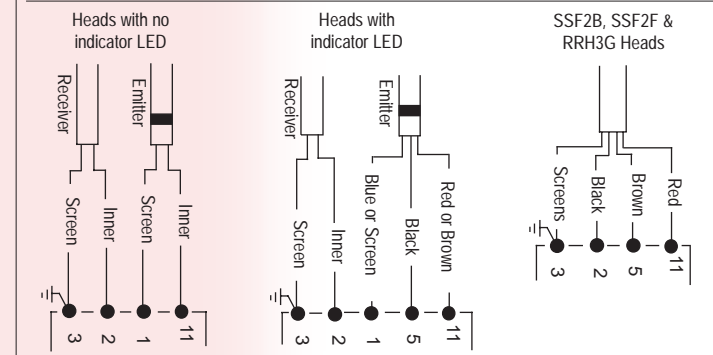 Heads with no
indicator LED
Receiver
Emitter
Screen
Inner
Screen
Inner
3
2
1
11
Heads with
indicator LED
Receiver
Emitter
Screen
Inner
Blue or Screen
Black
Red or Brown
3
2
1
5
11
SSF2B, SSF2F &
RRH3G Heads
Screens
Black
Brown
Red
3
2
5
11